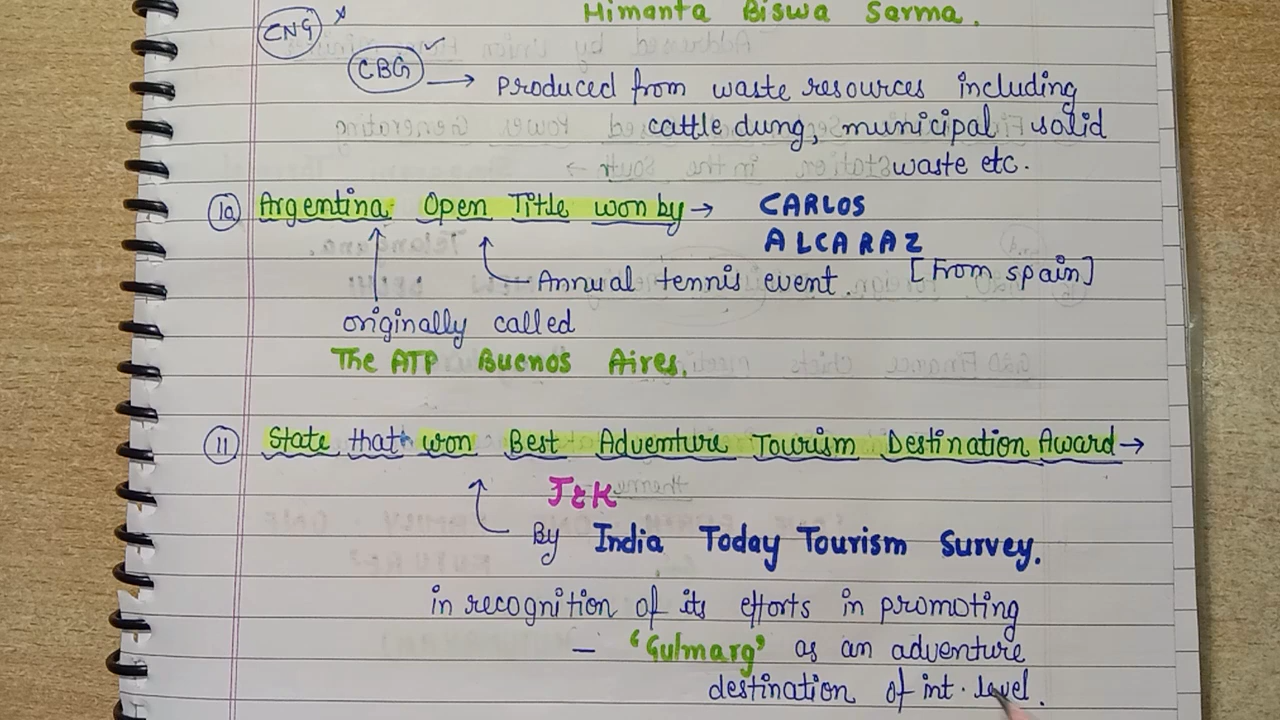 Himanta Biswa Sarma.
CNG ×
CBG ✓ → produced from waste resources including
cattle dung, municipal solid
waste etc.
10 Argentina Open Title won by → CARLOS
ALCARAZ
Annual tennis event. [From spain]
originally called
The ATP Buenos Aires.
11 State that won Best Adventure Tourism Destination Award →
J&K
By India Today Tourism Survey.
in recognition of its efforts in promoting
– 'Gulmarg' as an adventure
destination of int. level.